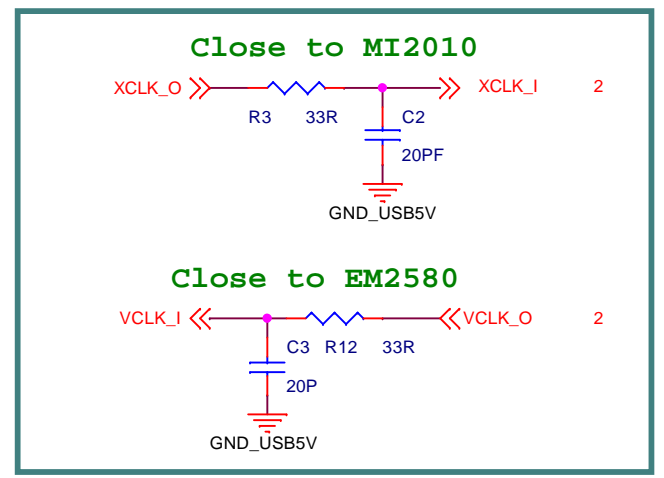 Close to MI2010
XCLK_O XCLK_I 2
R3 33R C2
20PF
GND_USB5V
Close to EM2580
VCLK_I VCLK_O 2
C3 R12 33R
20P
GND_USB5V